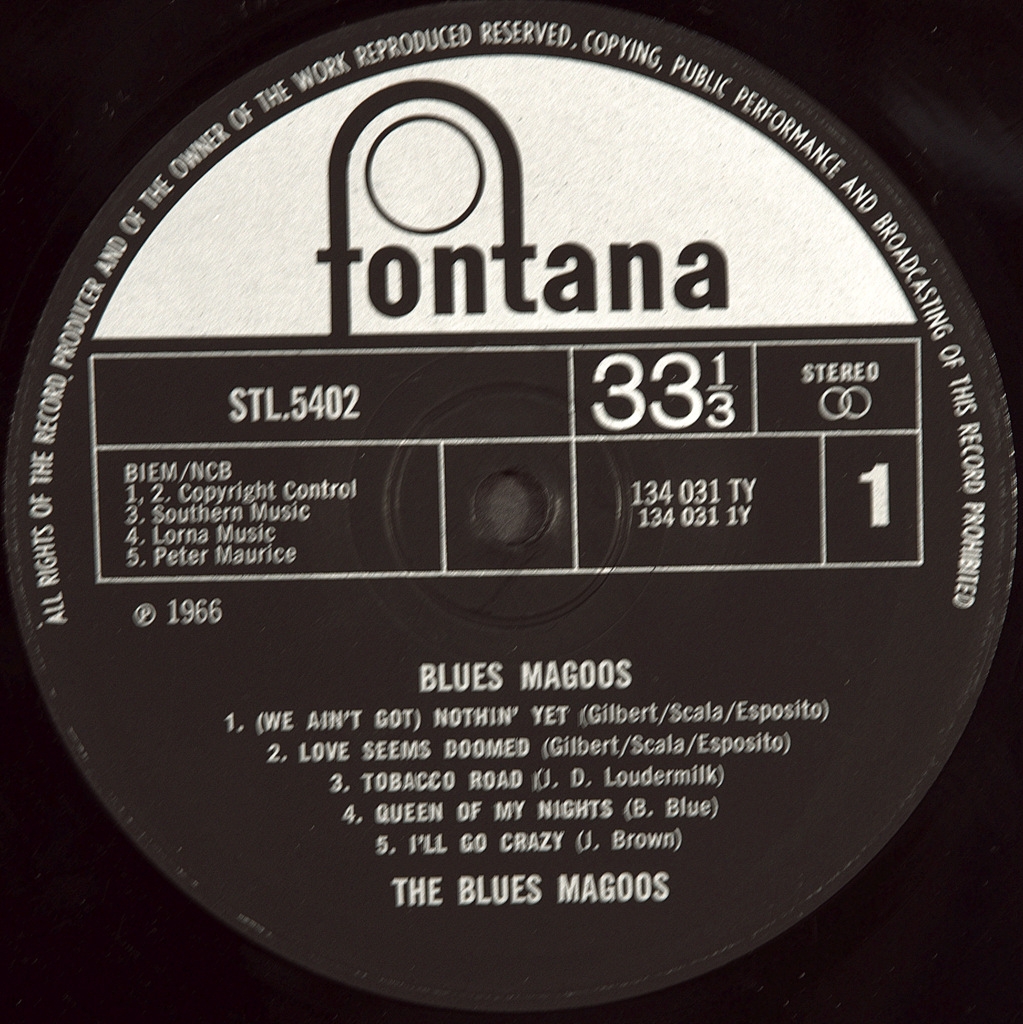 ALL RIGHTS OF THE RECORD PRODUCER AND OF THE OWNER OF THE WORK REPRODUCED RESERVED. COPYING, PUBLIC PERFORMANCE AND BROADCASTING OF THIS RECORD PROHIBITED
fontana
STL.5402
33 1/3
STEREO
BIEM/NCB
1, 2. Copyright Control
3. Southern Music
4. Lorna Music
5. Peter Maurice
134 031 TY
134 031 1Y
1
℗ 1966
BLUES MAGOOS
1. (WE AIN'T GOT) NOTHIN' YET (Gilbert/Scala/Esposito)
2. LOVE SEEMS DOOMED (Gilbert/Scala/Esposito)
3. TOBACCO ROAD (J. D. Loudermilk)
4. QUEEN OF MY NIGHTS (B. Blue)
5. I'LL GO CRAZY (J. Brown)
THE BLUES MAGOOS